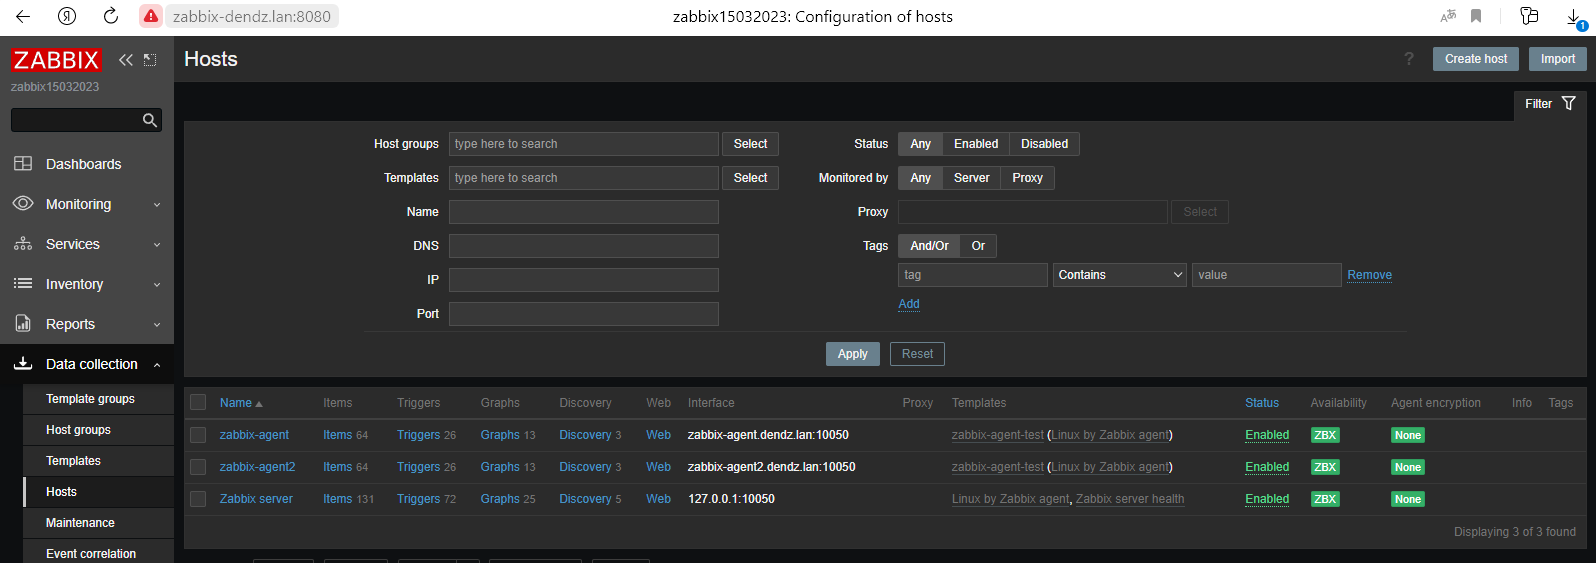 zabbix-dendz.lan:8080 zabbix15032023: Configuration of hosts
1
ZABBIX
zabbix15032023
Hosts
? Create host Import
Filter
Dashboards
Monitoring
Services
Inventory
Reports
Data collection
Template groups
Host groups
Templates
Hosts
Maintenance
Event correlation
Host groups type here to search Select
Templates type here to search Select
Name
DNS
IP
Port
Status Any Enabled Disabled
Monitored by Any Server Proxy
Proxy Select
Tags And/Or Or
tag Contains value Remove
Add
Apply Reset
Name Items Triggers Graphs Discovery Web Interface Proxy Templates Status Availability Agent encryption Info Tags
zabbix-agent Items 64 Triggers 26 Graphs 13 Discovery 3 Web zabbix-agent.dendz.lan:10050 zabbix-agent-test (Linux by Zabbix agent) Enabled ZBX None
zabbix-agent2 Items 64 Triggers 26 Graphs 13 Discovery 3 Web zabbix-agent2.dendz.lan:10050 zabbix-agent-test (Linux by Zabbix agent) Enabled ZBX None
Zabbix server Items 131 Triggers 72 Graphs 25 Discovery 5 Web 127.0.0.1:10050 Linux by Zabbix agent, Zabbix server health Enabled ZBX None
Displaying 3 of 3 found